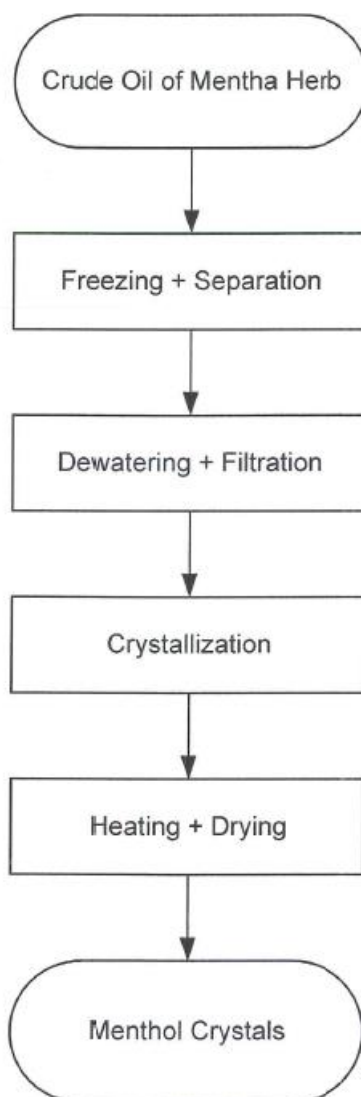 Crude Oil of Mentha Herb
Freezing + Separation
Dewatering + Filtration
Crystallization
Heating + Drying
Menthol Crystals